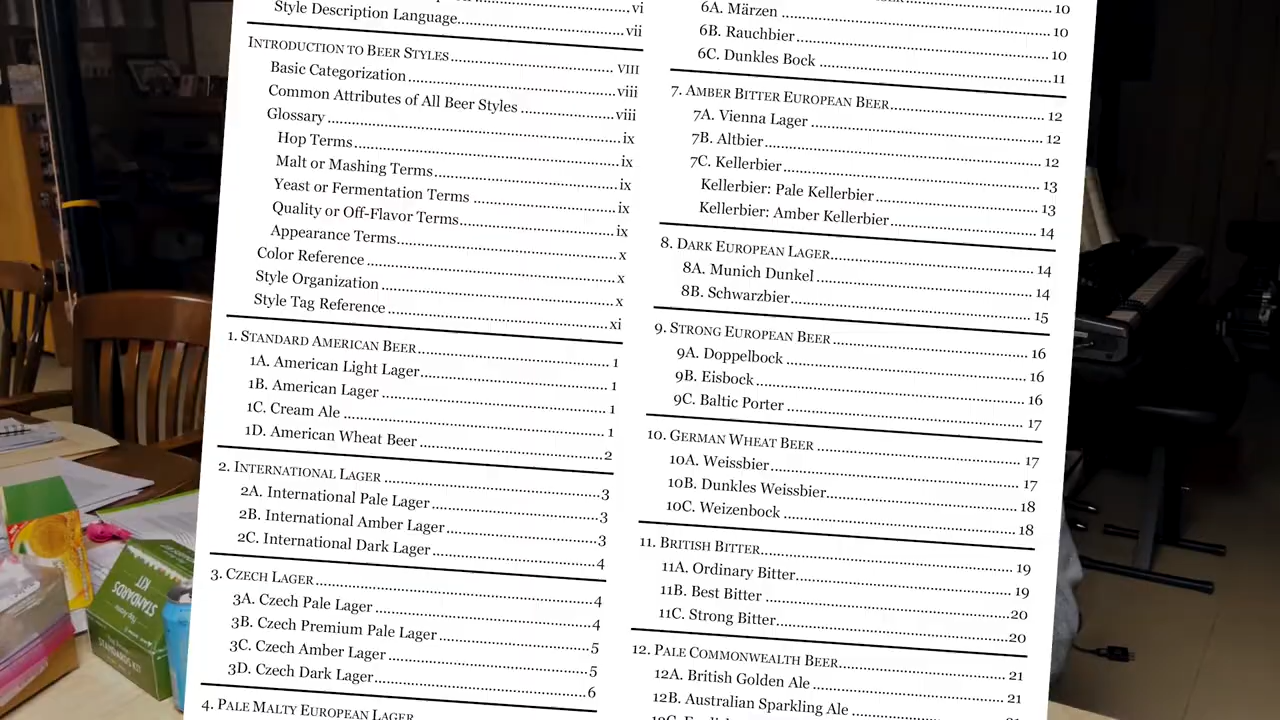 vi
Style Description Language vii
INTRODUCTION TO BEER STYLES VIII
Basic Categorization viii
Common Attributes of All Beer Styles viii
Glossary ix
Hop Terms ix
Malt or Mashing Terms ix
Yeast or Fermentation Terms ix
Quality or Off-Flavor Terms ix
Appearance Terms x
Color Reference x
Style Organization x
Style Tag Reference xi
1. STANDARD AMERICAN BEER 1
1A. American Light Lager 1
1B. American Lager 1
1C. Cream Ale 1
1D. American Wheat Beer 2
2. INTERNATIONAL LAGER 3
2A. International Pale Lager 3
2B. International Amber Lager 3
2C. International Dark Lager 4
3. CZECH LAGER 4
3A. Czech Pale Lager 4
3B. Czech Premium Pale Lager 5
3C. Czech Amber Lager 5
3D. Czech Dark Lager 6
4. PALE MALTY EUROPEAN LAGER
10
6A. Märzen 10
6B. Rauchbier 10
6C. Dunkles Bock 11
7. AMBER BITTER EUROPEAN BEER 12
7A. Vienna Lager 12
7B. Altbier 12
7C. Kellerbier 13
Kellerbier: Pale Kellerbier 13
Kellerbier: Amber Kellerbier 14
8. DARK EUROPEAN LAGER 14
8A. Munich Dunkel 14
8B. Schwarzbier 15
9. STRONG EUROPEAN BEER 16
9A. Doppelbock 16
9B. Eisbock 16
9C. Baltic Porter 17
10. GERMAN WHEAT BEER 17
10A. Weissbier 17
10B. Dunkles Weissbier 18
10C. Weizenbock 18
11. BRITISH BITTER 19
11A. Ordinary Bitter 19
11B. Best Bitter 20
11C. Strong Bitter 20
12. PALE COMMONWEALTH BEER 21
12A. British Golden Ale 21
12B. Australian Sparkling Ale
STANDARDS
KIT
STANDARDS KIT